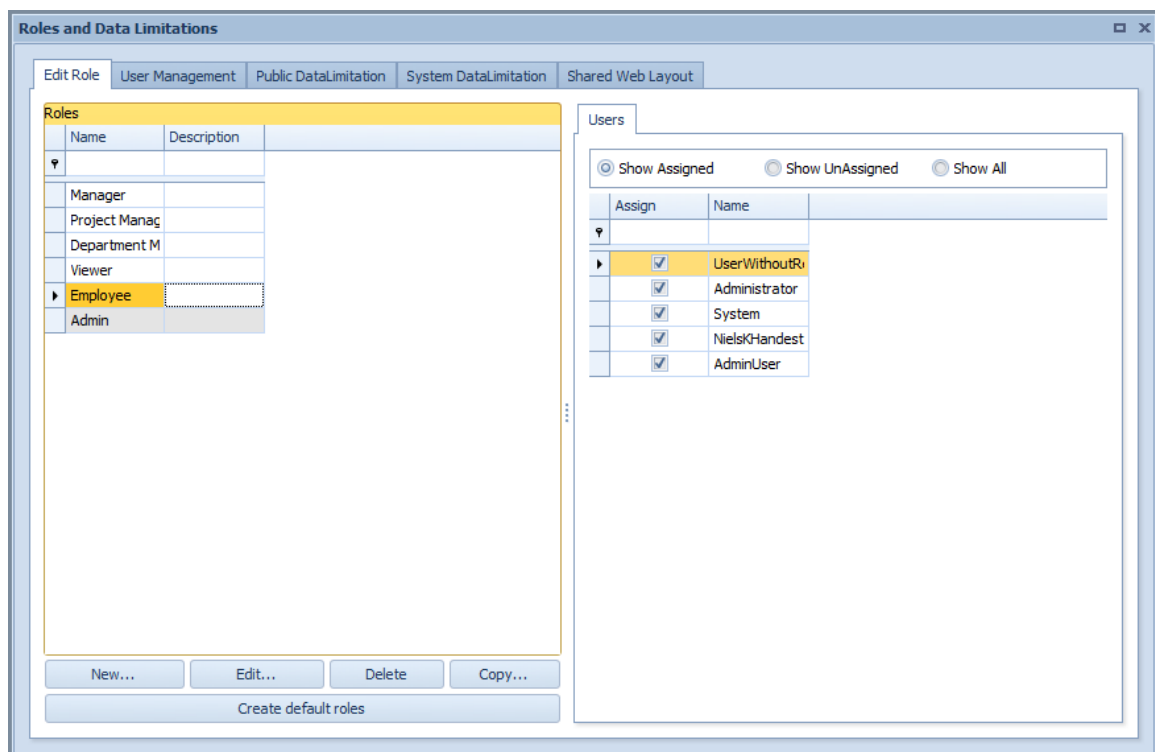 Roles and Data Limitations
Edit Role User Management Public DataLimitation System DataLimitation Shared Web Layout
Roles
Name Description
Manager
Project Manag
Department M
Viewer
Employee
Admin
New... Edit... Delete Copy...
Create default roles
Users
Show Assigned Show UnAssigned Show All
Assign Name
UserWithoutR
Administrator
System
NielsKHandest
AdminUser